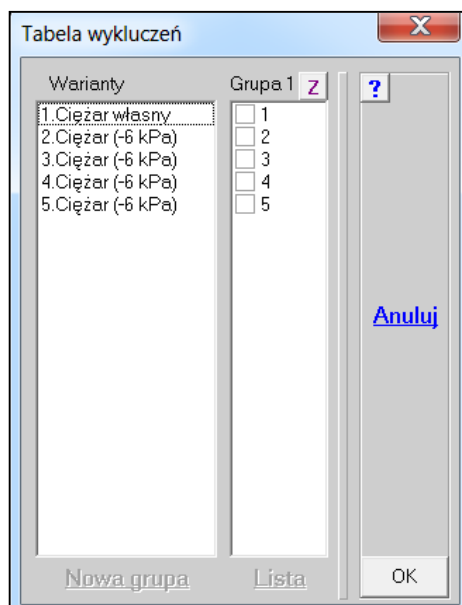 Tabela wykluczeń
X
Warianty
Grupa 1 Z
?
1.Ciężar własny
2.Ciężar (-6 kPa)
3.Ciężar (-6 kPa)
4.Ciężar (-6 kPa)
5.Ciężar (-6 kPa)
1
2
3
4
5
Anuluj
Nowa grupa
Lista
OK